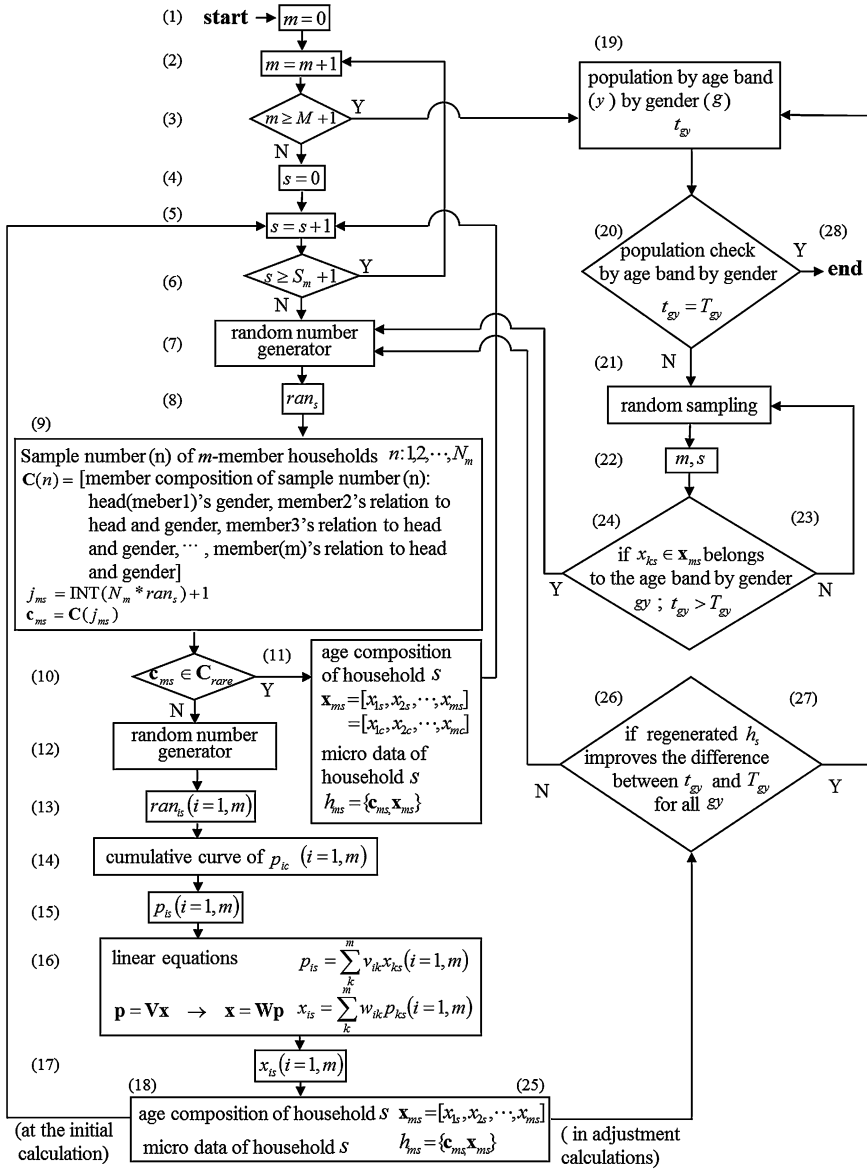 (1) start m = 0
(2) m = m+1
(3) m ≥ M +1 Y
N
(4) s = 0
(5) s = s+1
(6) s ≥ S_m +1 Y
N
(7) random number
generator
(8) ran_s
(9)
Sample number (n) of m-member households n:1,2,⋯,N_m
C(n) = [member composition of sample number (n):
head(meber1)'s gender, member2's relation to
head and gender, member3's relation to head
and gender, ⋯ , member(m)'s relation to head
and gender]
j_ms = INT(N_m * ran_s) +1
c_ms = C(j_ms)
(10) c_ms ∈ C_rare Y
N
(11)
age composition
of household s
x_ms = [x_1s, x_2s, ⋯, x_ms]
= [x_1c, x_2c, ⋯, x_mc]
micro data of
household s
h_ms = {c_ms, x_ms}
(12) random number
generator
(13) ran_is (i = 1, m)
(14) cumulative curve of p_ic (i = 1, m)
(15) p_is (i = 1, m)
(16) linear equations p_is = ∑_k^m v_ik x_ks (i = 1, m)
p = Vx → x = Wp x_is = ∑_k^m w_ik p_ks (i = 1, m)
(17) x_is (i = 1, m)
(18) (25)
age composition of household s x_ms = [x_1s, x_2s, ⋯, x_ms]
micro data of household s h_ms = {c_ms, x_ms}
(at the initial
calculation)
( in adjustment
calculations)
(19)
population by age band
(y) by gender (g)
t_gy
(20) population check
by age band by gender
t_gy = T_gy
Y (28)
end
N
(21)
random sampling
(22) m, s
(24) (23)
if x_ks ∈ x_ms belongs
to the age band by gender
gy ; t_gy > T_gy
Y N
(26) (27)
if regenerated h_s
improves the difference
between t_gy and T_gy
for all gy
N Y